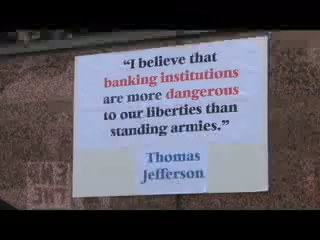 “I believe that
banking institutions
are more dangerous
to our liberties than
standing armies.”
Thomas
Jefferson